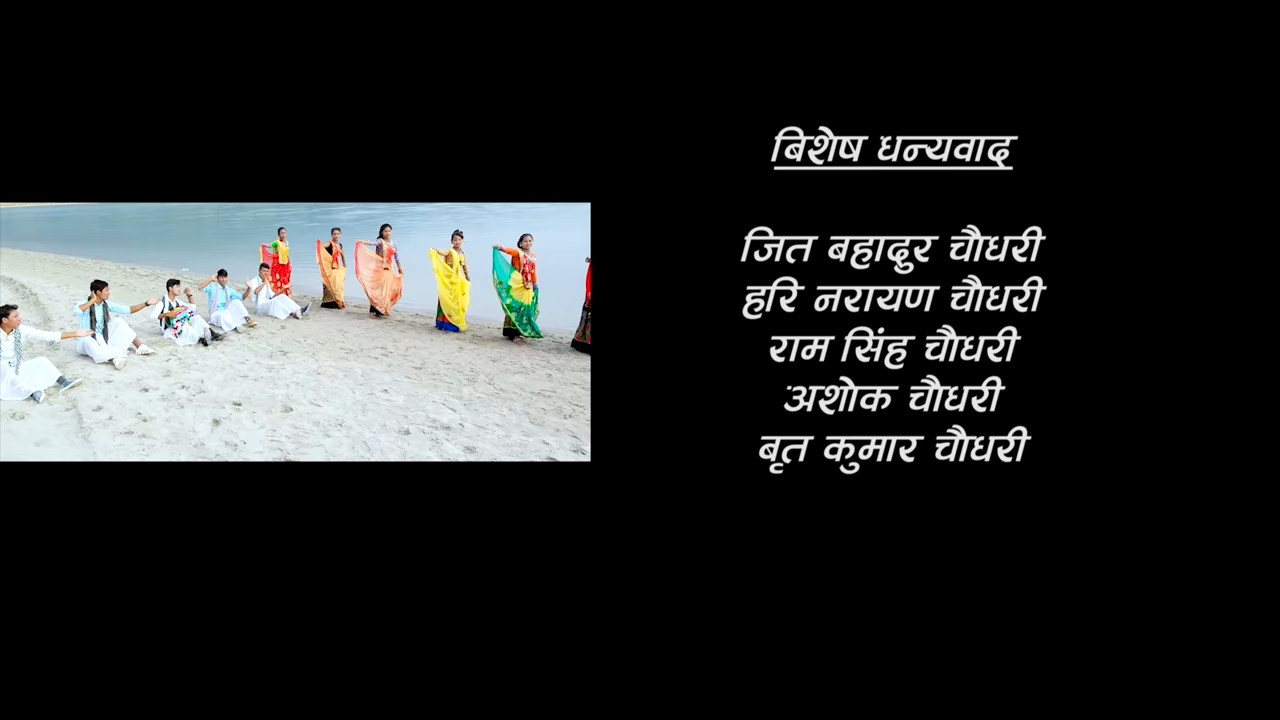 बिशेष धन्यवाद
जित बहादुर चौधरी
हरि नरायण चौधरी
राम सिंह चौधरी
अशोक चौधरी
बृत कुमार चौधरी